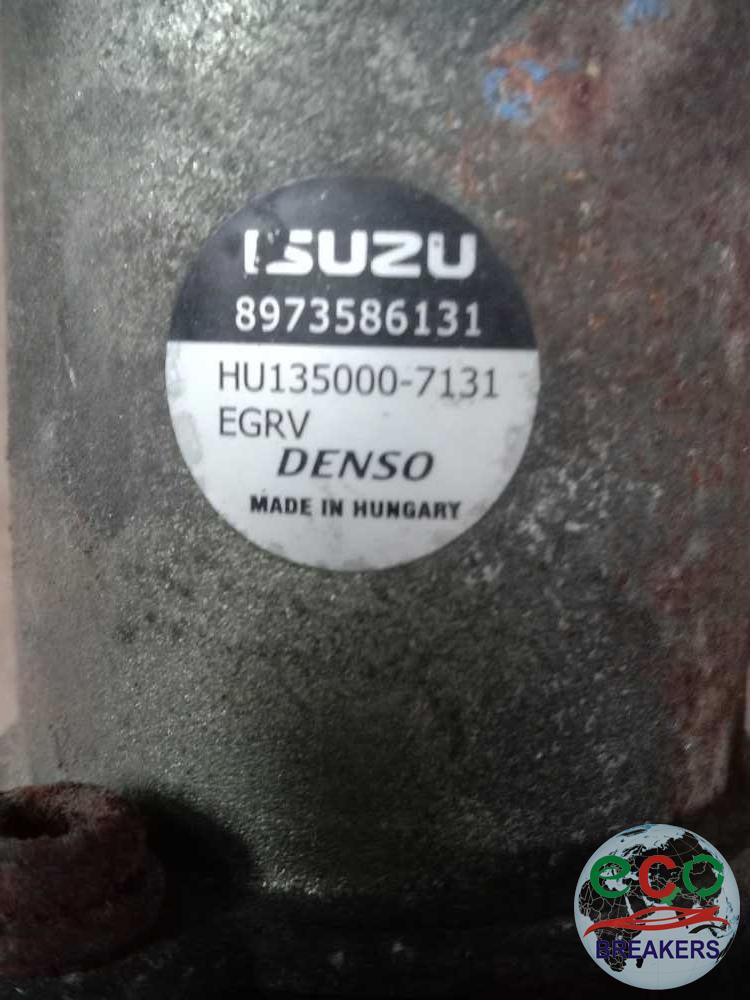 ISUZU
8973586131
HU135000-7131
EGRV
DENSO
MADE IN HUNGARY
eco
BREAKERS